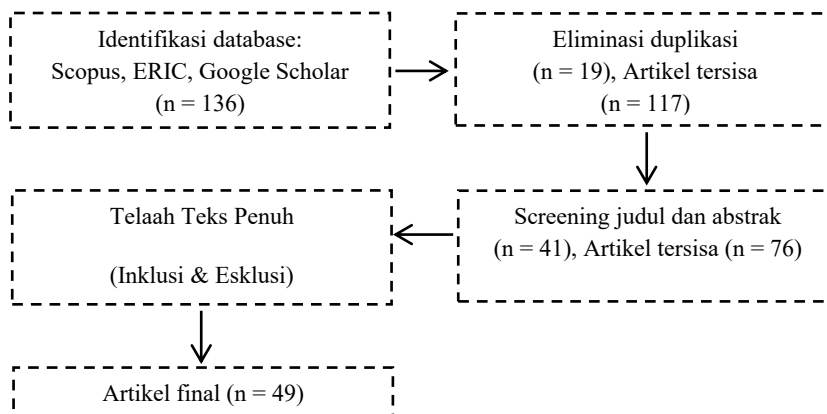 Identifikasi database:
Scopus, ERIC, Google Scholar
(n = 136)
Eliminasi duplikasi
(n = 19), Artikel tersisa
(n = 117)
Screening judul dan abstrak
(n = 41), Artikel tersisa (n = 76)
Telaah Teks Penuh
(Inklusi & Esklusi)
Artikel final (n = 49)